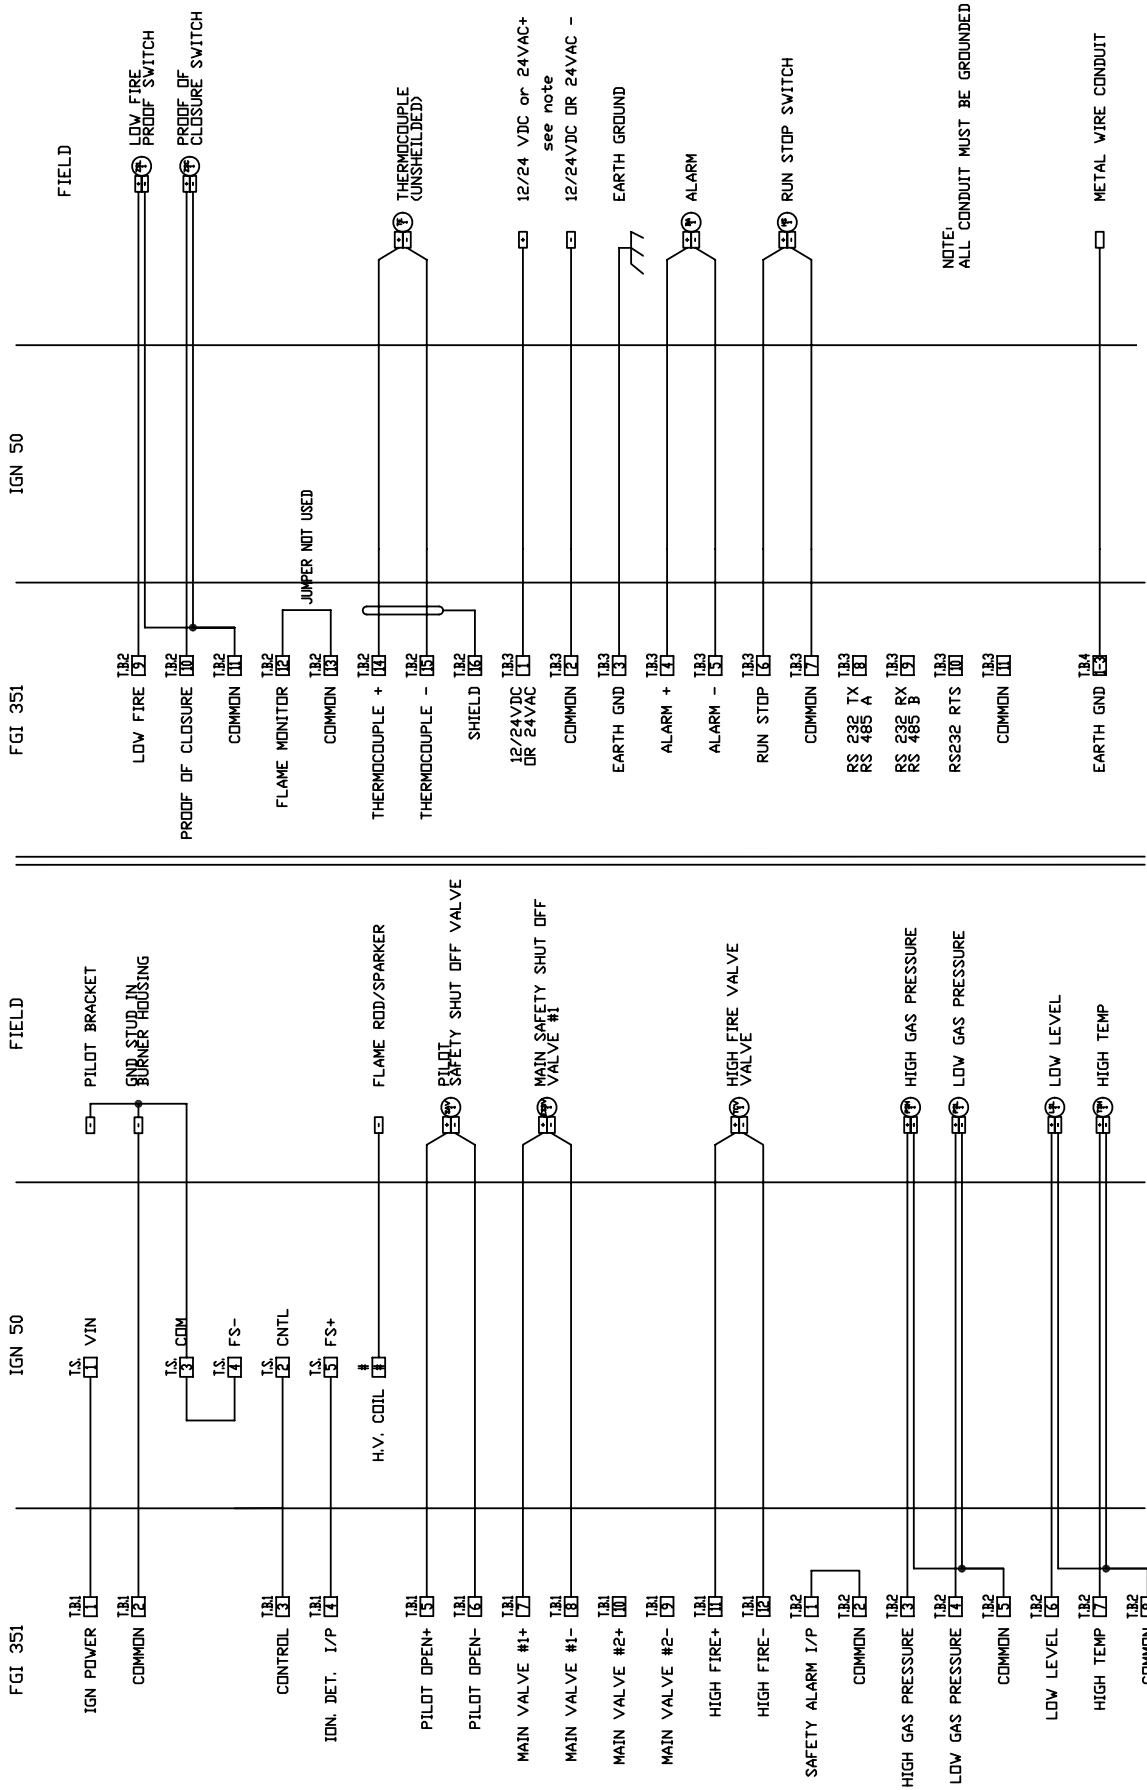 FGI 351
IGN 50
FIELD
IGN POWER
T.B.1
1
T.S.
1
VIN
PILOT BRACKET
COMMON
T.B.1
2
GND STUD IN
BURNER HOUSING
T.S.
3
COM
T.S.
4
FS-
CONTROL
T.B.1
3
T.S.
2
CNTL
ION. DET. I/P
T.B.1
4
T.S.
5
FS+
H.V. COIL
#
#
FLAME ROD/SPARKER
PILOT OPEN+
T.B.1
5
PILOT
SAFETY SHUT OFF VALVE
PILOT OPEN-
T.B.1
6
MAIN VALVE #1+
T.B.1
7
MAIN SAFETY SHUT OFF
VALVE #1
MAIN VALVE #1-
T.B.1
8
MAIN VALVE #2+
T.B.1
10
MAIN VALVE #2-
T.B.1
9
HIGH FIRE+
T.B.1
11
HIGH FIRE VALVE
VALVE
HIGH FIRE-
T.B.1
12
SAFETY ALARM I/P
T.B.2
1
COMMON
T.B.2
2
HIGH GAS PRESSURE
T.B.2
3
HIGH GAS PRESSURE
LOW GAS PRESSURE
T.B.2
4
LOW GAS PRESSURE
COMMON
T.B.2
5
LOW LEVEL
T.B.2
6
LOW LEVEL
HIGH TEMP
T.B.2
7
HIGH TEMP
COMMON
T.B.2
FGI 351
IGN 50
FIELD
LOW FIRE
T.B.2
9
LOW FIRE
PROOF SWITCH
PROOF OF CLOSURE
T.B.2
10
PROOF OF
CLOSURE SWITCH
COMMON
T.B.2
11
FLAME MONITOR
T.B.2
12
JUMPER NOT USED
COMMON
T.B.2
13
THERMOCOUPLE +
T.B.2
14
THERMOCOUPLE
(UNSHEILDED)
THERMOCOUPLE -
T.B.2
15
SHIELD
T.B.2
16
12/24VDC
OR 24VAC
T.B.3
1
12/24 VDC or 24VAC+
see note
COMMON
T.B.3
2
12/24VDC OR 24VAC -
EARTH GND
T.B.3
3
EARTH GROUND
ALARM +
T.B.3
4
ALARM
ALARM -
T.B.3
5
RUN STOP
T.B.3
6
RUN STOP SWITCH
COMMON
T.B.3
7
RS 232 TX
RS 485 A
T.B.3
8
RS 232 RX
RS 485 B
T.B.3
9
RS232 RTS
T.B.3
10
NOTE:
ALL CONDUIT MUST BE GROUNDED
COMMON
T.B.3
11
EARTH GND
T.B.4
1-3
METAL WIRE CONDUIT